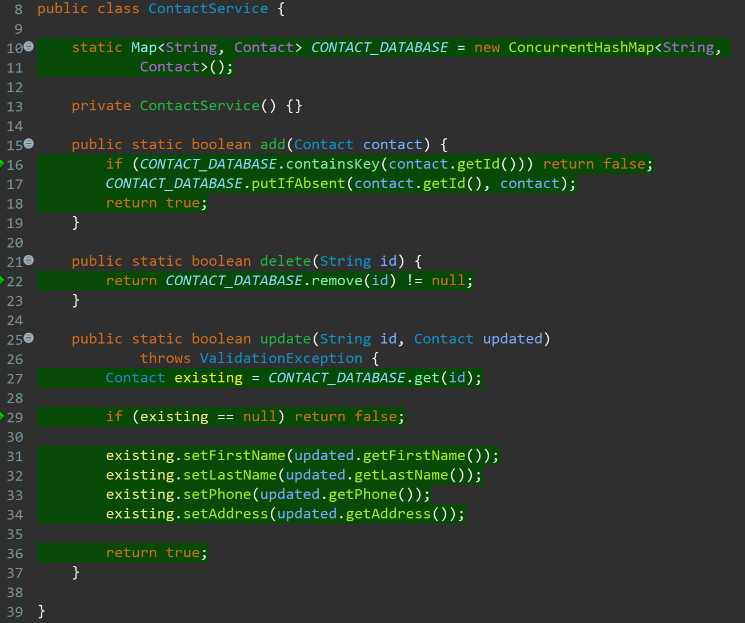 8 public class ContactService {
9
10 static Map<String, Contact> CONTACT_DATABASE = new ConcurrentHashMap<String,
11 Contact>();
12
13 private ContactService() {}
14
15 public static boolean add(Contact contact) {
16 if (CONTACT_DATABASE.containsKey(contact.getId())) return false;
17 CONTACT_DATABASE.putIfAbsent(contact.getId(), contact);
18 return true;
19 }
20
21 public static boolean delete(String id) {
22 return CONTACT_DATABASE.remove(id) != null;
23 }
24
25 public static boolean update(String id, Contact updated)
26 throws ValidationException {
27 Contact existing = CONTACT_DATABASE.get(id);
28
29 if (existing == null) return false;
30
31 existing.setFirstName(updated.getFirstName());
32 existing.setLastName(updated.getLastName());
33 existing.setPhone(updated.getPhone());
34 existing.setAddress(updated.getAddress());
35
36 return true;
37 }
38
39 }